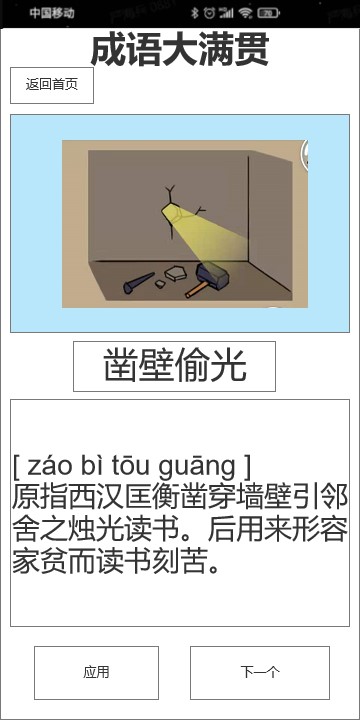 中国移动
70
成语大满贯
返回首页
凿壁偷光
[ záo bì tōu guāng ]
原指西汉匡衡凿穿墙壁引邻
舍之烛光读书。后用来形容
家贫而读书刻苦。
应用
下一个